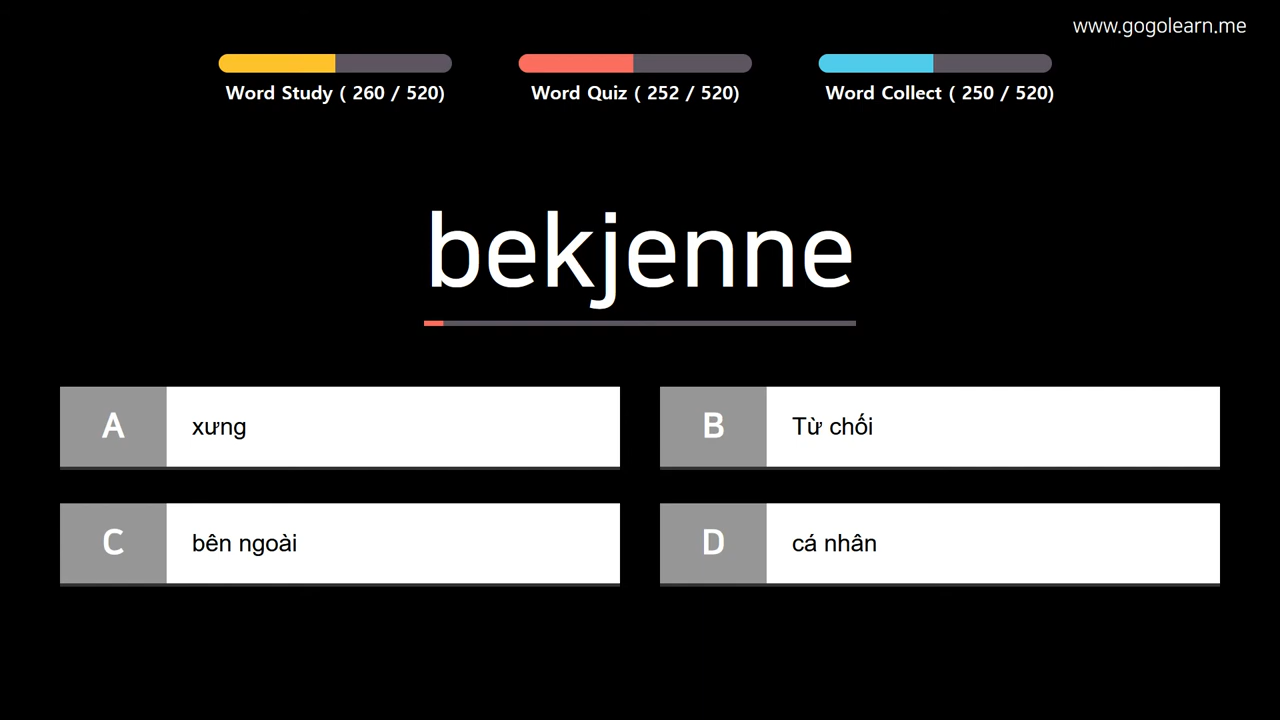 www.gogolearn.me
Word Study ( 260 / 520)
Word Quiz ( 252 / 520)
Word Collect ( 250 / 520)
bekjenne
A
xưng
B
Từ chối
C
bên ngoài
D
cá nhân